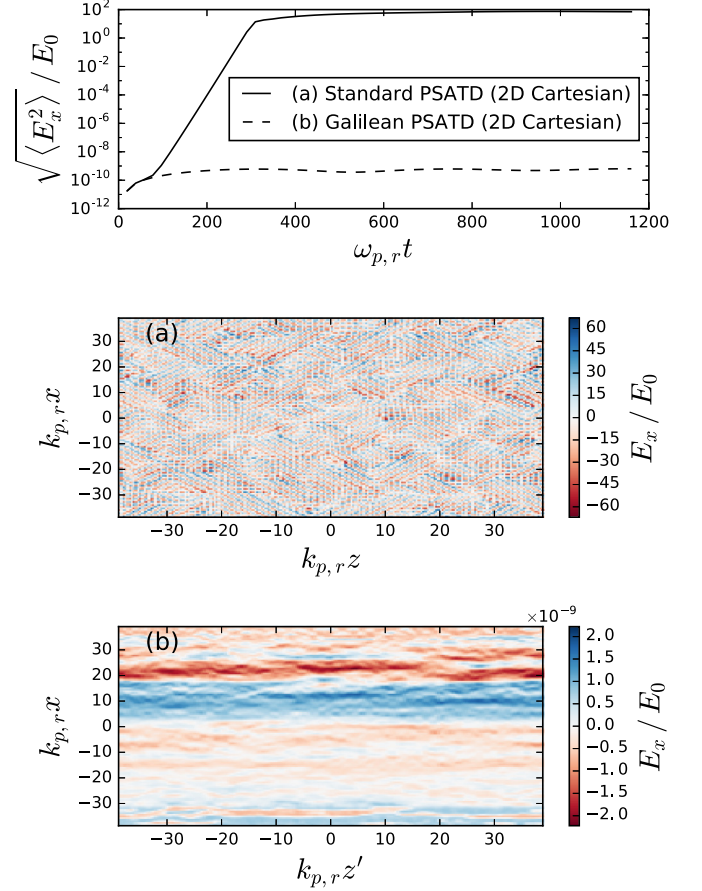 10^2
10^0
10^-2
10^-4
10^-6
10^-8
10^-10
10^-12
√⟨E_x^2⟩ / E_0
(a) Standard PSATD (2D Cartesian)
(b) Galilean PSATD (2D Cartesian)
0 200 400 600 800 1000 1200
ω_p,r t
(a)
30
20
10
0
−10
−20
−30
k_p,r x
−30 −20 −10 0 10 20 30
k_p,r z
60
45
30
15
0
−15
−30
−45
−60
E_x / E_0
(b)
30
20
10
0
−10
−20
−30
k_p,r x
−30 −20 −10 0 10 20 30
k_p,r z′
×10^-9
2.0
1.5
1.0
0.5
0.0
−0.5
−1.0
−1.5
−2.0
E_x / E_0